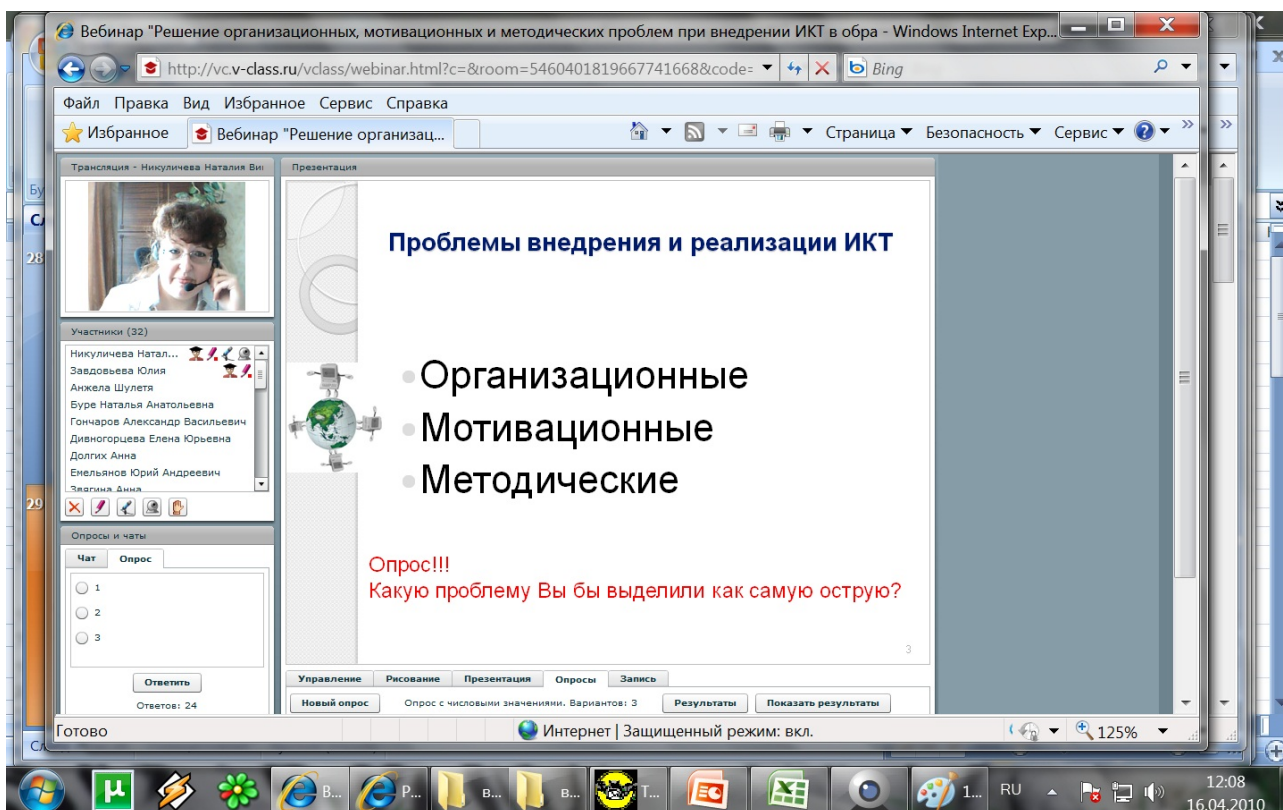 Вебинар "Решение организационных, мотивационных и методических проблем при внедрении ИКТ в обра - Windows Internet Exp...
http://vc.v-class.ru/vclass/webinar.html?c=&room=5460401819667741668&code=
Bing
Файл Правка Вид Избранное Сервис Справка
Избранное
Вебинар "Решение организац...
Страница Безопасность Сервис
Трансляция - Никуличева Наталия Ви
Презентация
Проблемы внедрения и реализации ИКТ
Организационные
Мотивационные
Методические
Опрос!!!
Какую проблему Вы бы выделили как самую острую?
3
Участники (32)
Никуличева Натал...
Завдовьева Юлия
Анжела Шулетя
Буре Наталья Анатольевна
Гончаров Александр Васильевич
Дивногорцева Елена Юрьевна
Долгих Анна
Емельянов Юрий Андреевич
Звягина Анна
Опросы и чаты
Чат Опрос
1
2
3
Ответить
Ответов: 24
Управление Рисование Презентация Опросы Запись
Новый опрос Опрос с числовыми значениями. Вариантов: 3 Результаты Показать результаты
Готово
Интернет | Защищенный режим: вкл.
125%
28
29
В... P... в... в... T... 1... RU
12:08
16.04.2010